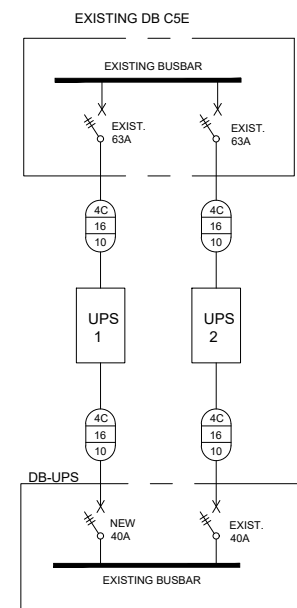 EXISTING DB C5E
EXISTING BUSBAR
EXIST.
63A
EXIST.
63A
4C
16
10
4C
16
10
UPS
1
UPS
2
4C
16
10
4C
16
10
DB-UPS
NEW
40A
EXIST.
40A
EXISTING BUSBAR